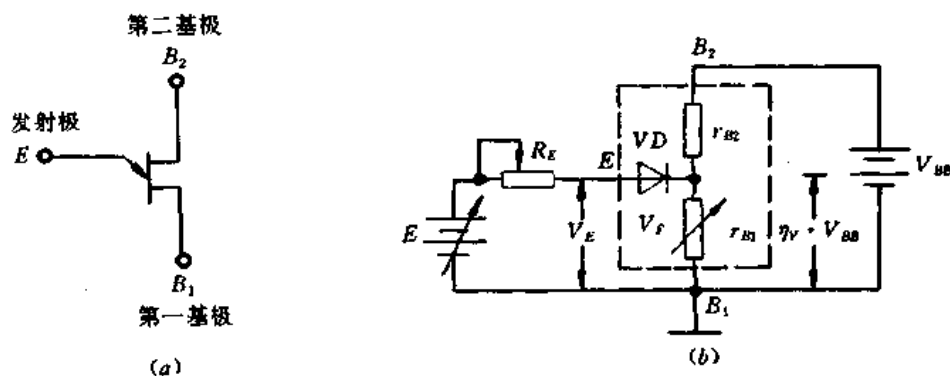 第二基极
B₂
发射极
E
B₁
第一基极
(a)
B₂
r_B2
VD
R_E
E
V_BB
E
V_E
V_F
r_B1
η_V · V_BB
B₁
(b)